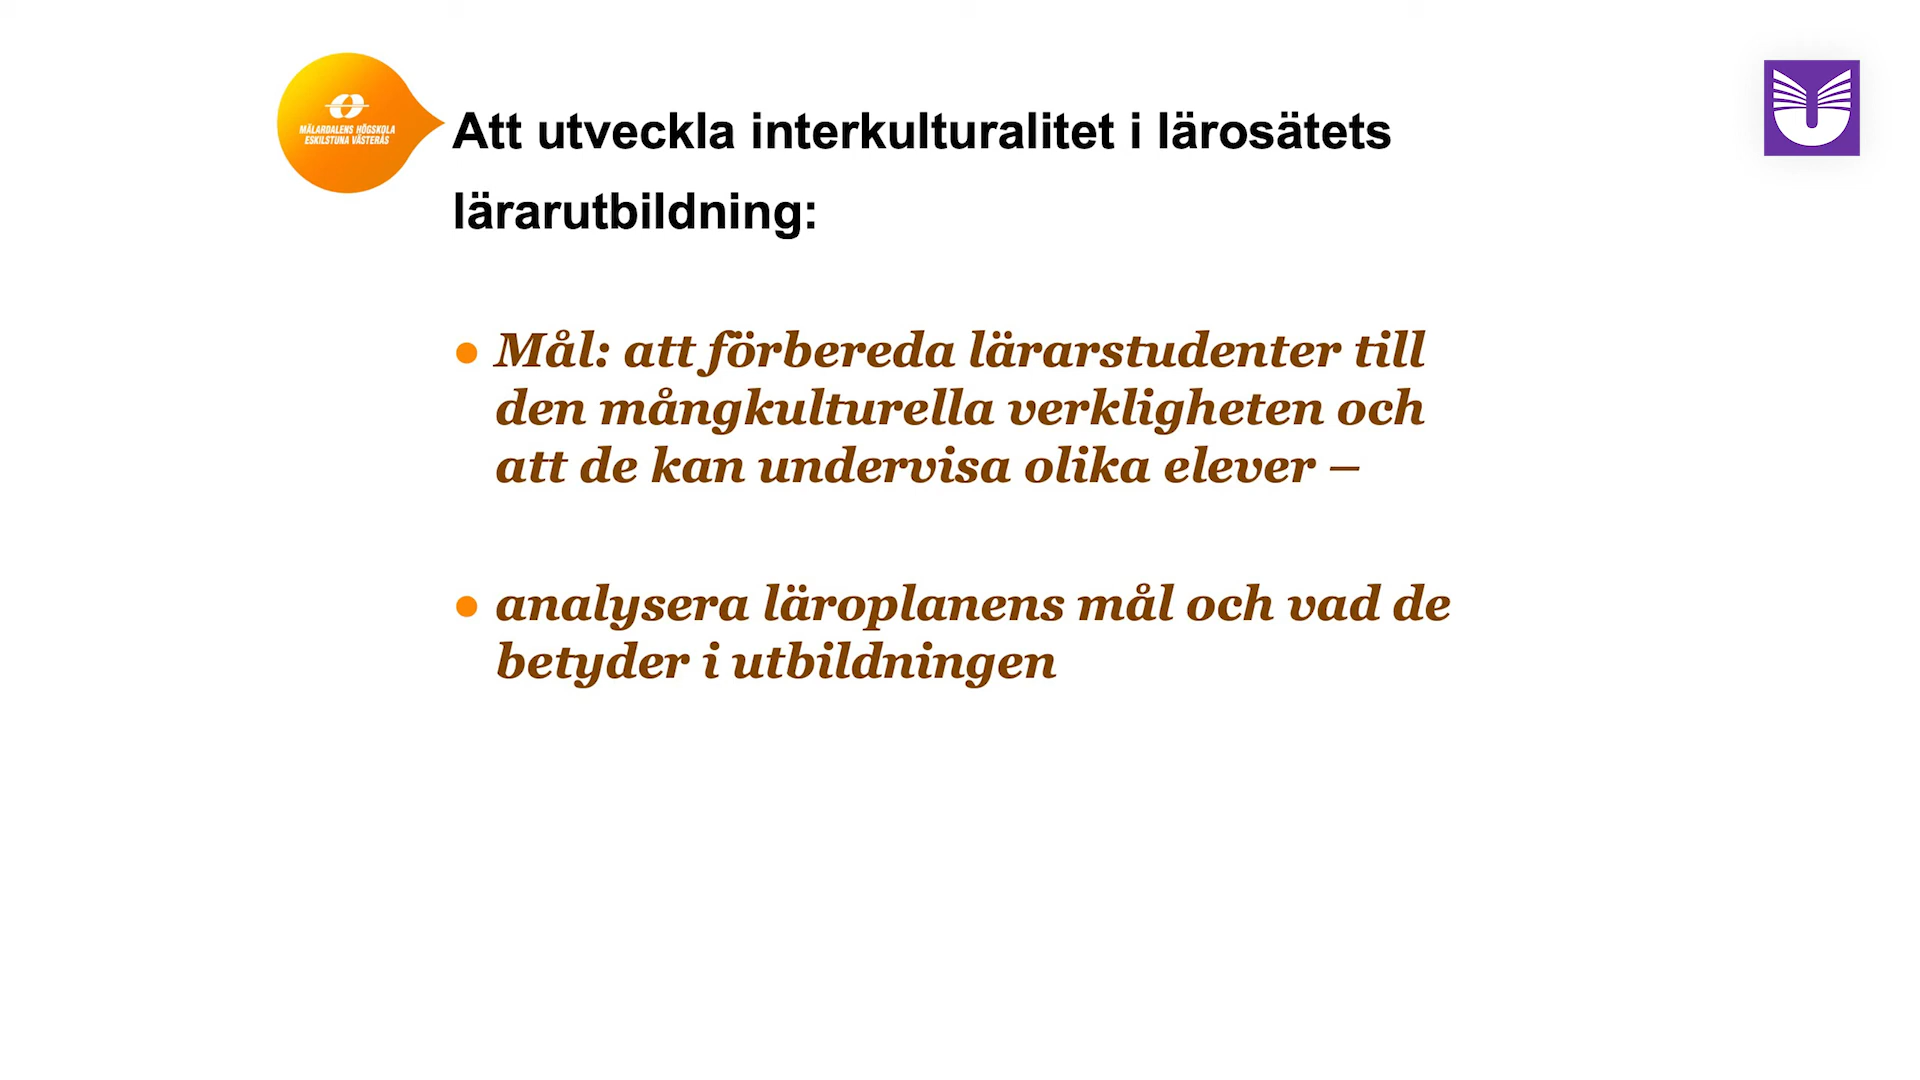 MÄLARDALENS HÖGSKOLA
ESKILSTUNA VÄSTERÅS
Att utveckla interkulturalitet i lärosätets
lärarutbildning:
● Mål: att förbereda lärarstudenter till
den mångkulturella verkligheten och
att de kan undervisa olika elever –
● analysera läroplanens mål och vad de
betyder i utbildningen